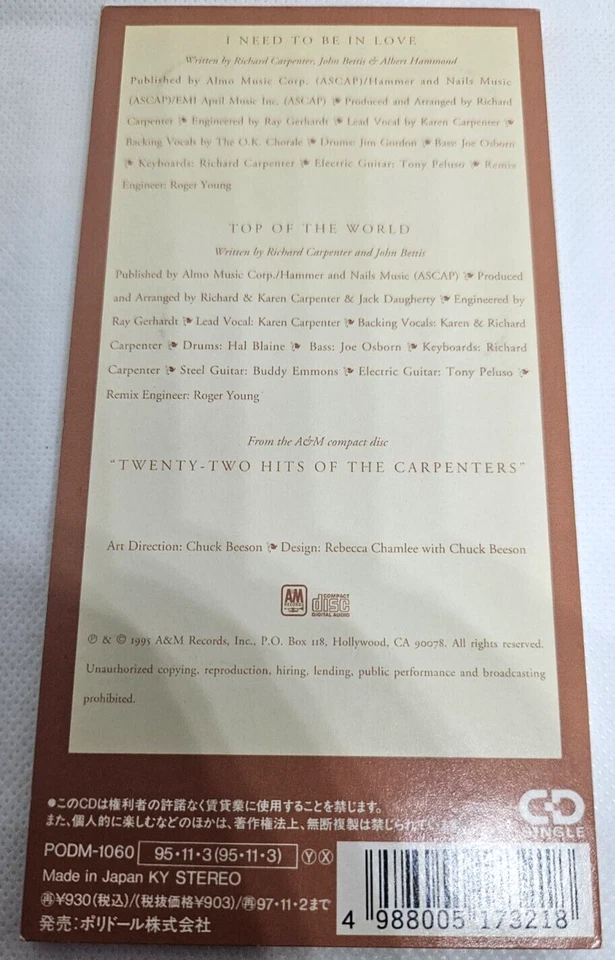 I NEED TO BE IN LOVE
Written by Richard Carpenter, John Bettis & Albert Hammond
Published by Almo Music Corp. (ASCAP)/Hammer and Nails Music
(ASCAP)/EMI April Music Inc. (ASCAP) ❧ Produced and Arranged by Richard
Carpenter ❧ Engineered by Ray Gerhardt ❧ Lead Vocal by Karen Carpenter ❧
Backing Vocals by The O.K. Chorale ❧ Drums: Jim Gordon ❧ Bass: Joe Osborn
❧ Keyboards: Richard Carpenter ❧ Electric Guitar: Tony Peluso ❧ Remix
Engineer: Roger Young
TOP OF THE WORLD
Written by Richard Carpenter and John Bettis
Published by Almo Music Corp./Hammer and Nails Music (ASCAP) ❧ Produced
and Arranged by Richard & Karen Carpenter & Jack Daugherty ❧ Engineered by
Ray Gerhardt ❧ Lead Vocal: Karen Carpenter ❧ Backing Vocals: Karen & Richard
Carpenter ❧ Drums: Hal Blaine ❧ Bass: Joe Osborn ❧ Keyboards: Richard
Carpenter ❧ Steel Guitar: Buddy Emmons ❧ Electric Guitar: Tony Peluso ❧
Remix Engineer: Roger Young
From the A&M compact disc
"TWENTY-TWO HITS OF THE CARPENTERS"
Art Direction: Chuck Beeson ❧ Design: Rebecca Chamlee with Chuck Beeson
AM RECORDS COMPACT disc DIGITAL AUDIO
℗ & © 1995 A&M Records, Inc., P.O. Box 118, Hollywood, CA 90078. All rights reserved.
Unauthorized copying, reproduction, hiring, lending, public performance and broadcasting
prohibited.
●このCDは権利者の許諾なく賃貸業に使用することを禁じます。
また、個人的に楽しむなどのほかは、著作権法上、無断複製は禁じられてい
CD SINGLE
PODM-1060 95・11・3(95・11・3) Ⓨ Ⓧ
Made in Japan KY STEREO
㊢¥930(税込)/(税抜価格¥903)/㊢97・11・2まで
発売:ポリドール株式会社
4 988005 173218